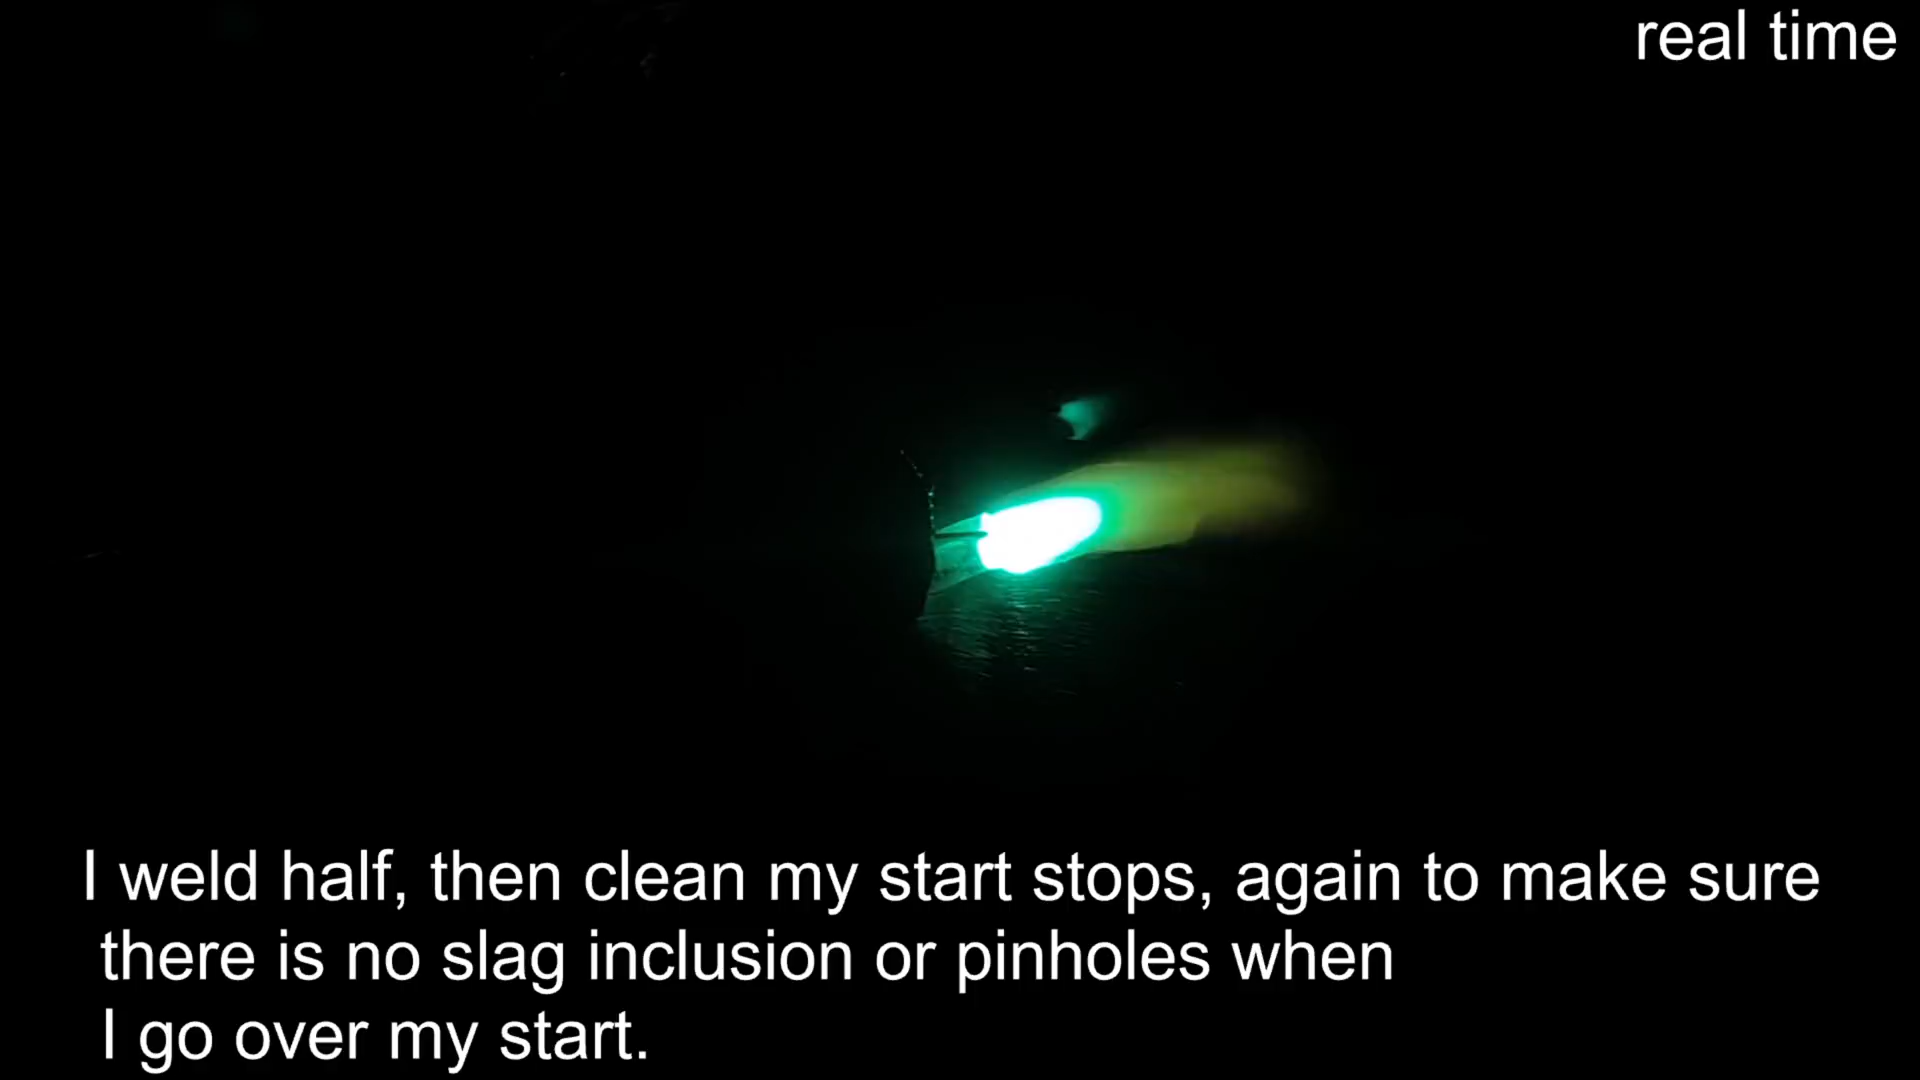 real time
I weld half, then clean my start stops, again to make sure
there is no slag inclusion or pinholes when
I go over my start.